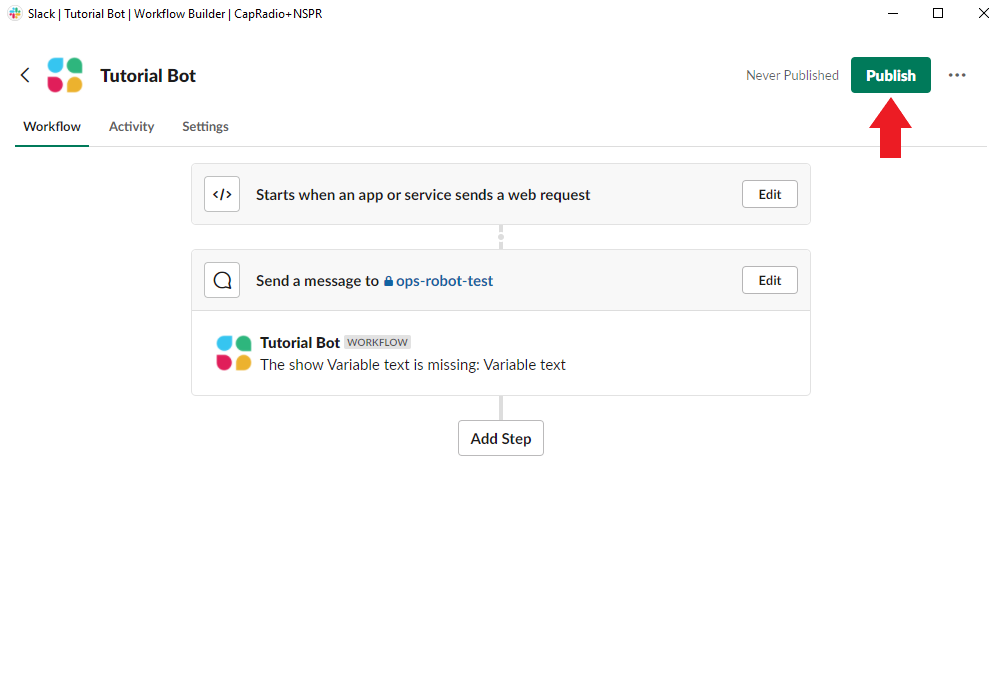 Slack | Tutorial Bot | Workflow Builder | CapRadio+NSPR
Tutorial Bot
Never Published
Publish
Workflow Activity Settings
</> Starts when an app or service sends a web request Edit
Send a message to ops-robot-test Edit
Tutorial Bot WORKFLOW
The show Variable text is missing: Variable text
Add Step